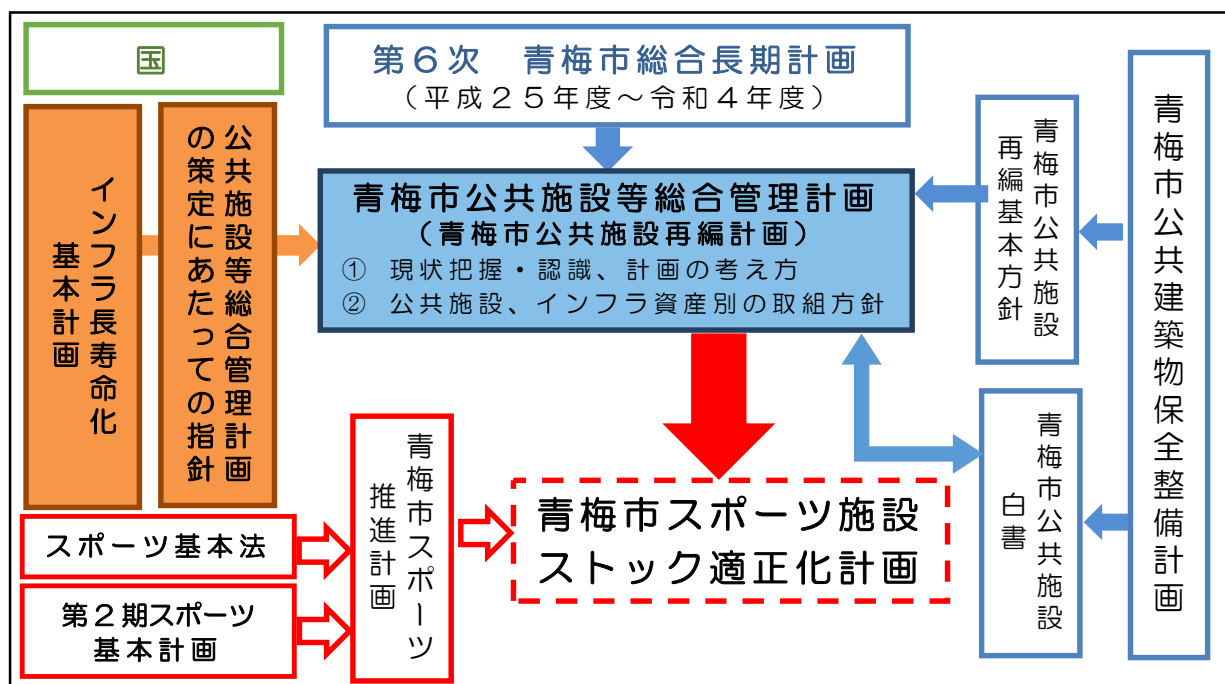 国
第６次　青梅市総合長期計画
（平成２５年度～令和４年度）
インフラ長寿命化
基本計画
公共施設等総合管理計画
の策定にあたっての指針
青梅市公共施設等総合管理計画
（青梅市公共施設再編計画）
①　現状把握・認識、計画の考え方
②　公共施設、インフラ資産別の取組方針
青梅市公共施設
再編基本方針
青梅市公共建築物保全整備計画
青梅市公共施設
白書
スポーツ基本法
第２期スポーツ
基本計画
青梅市スポーツ
推進計画
青梅市スポーツ施設
ストック適正化計画